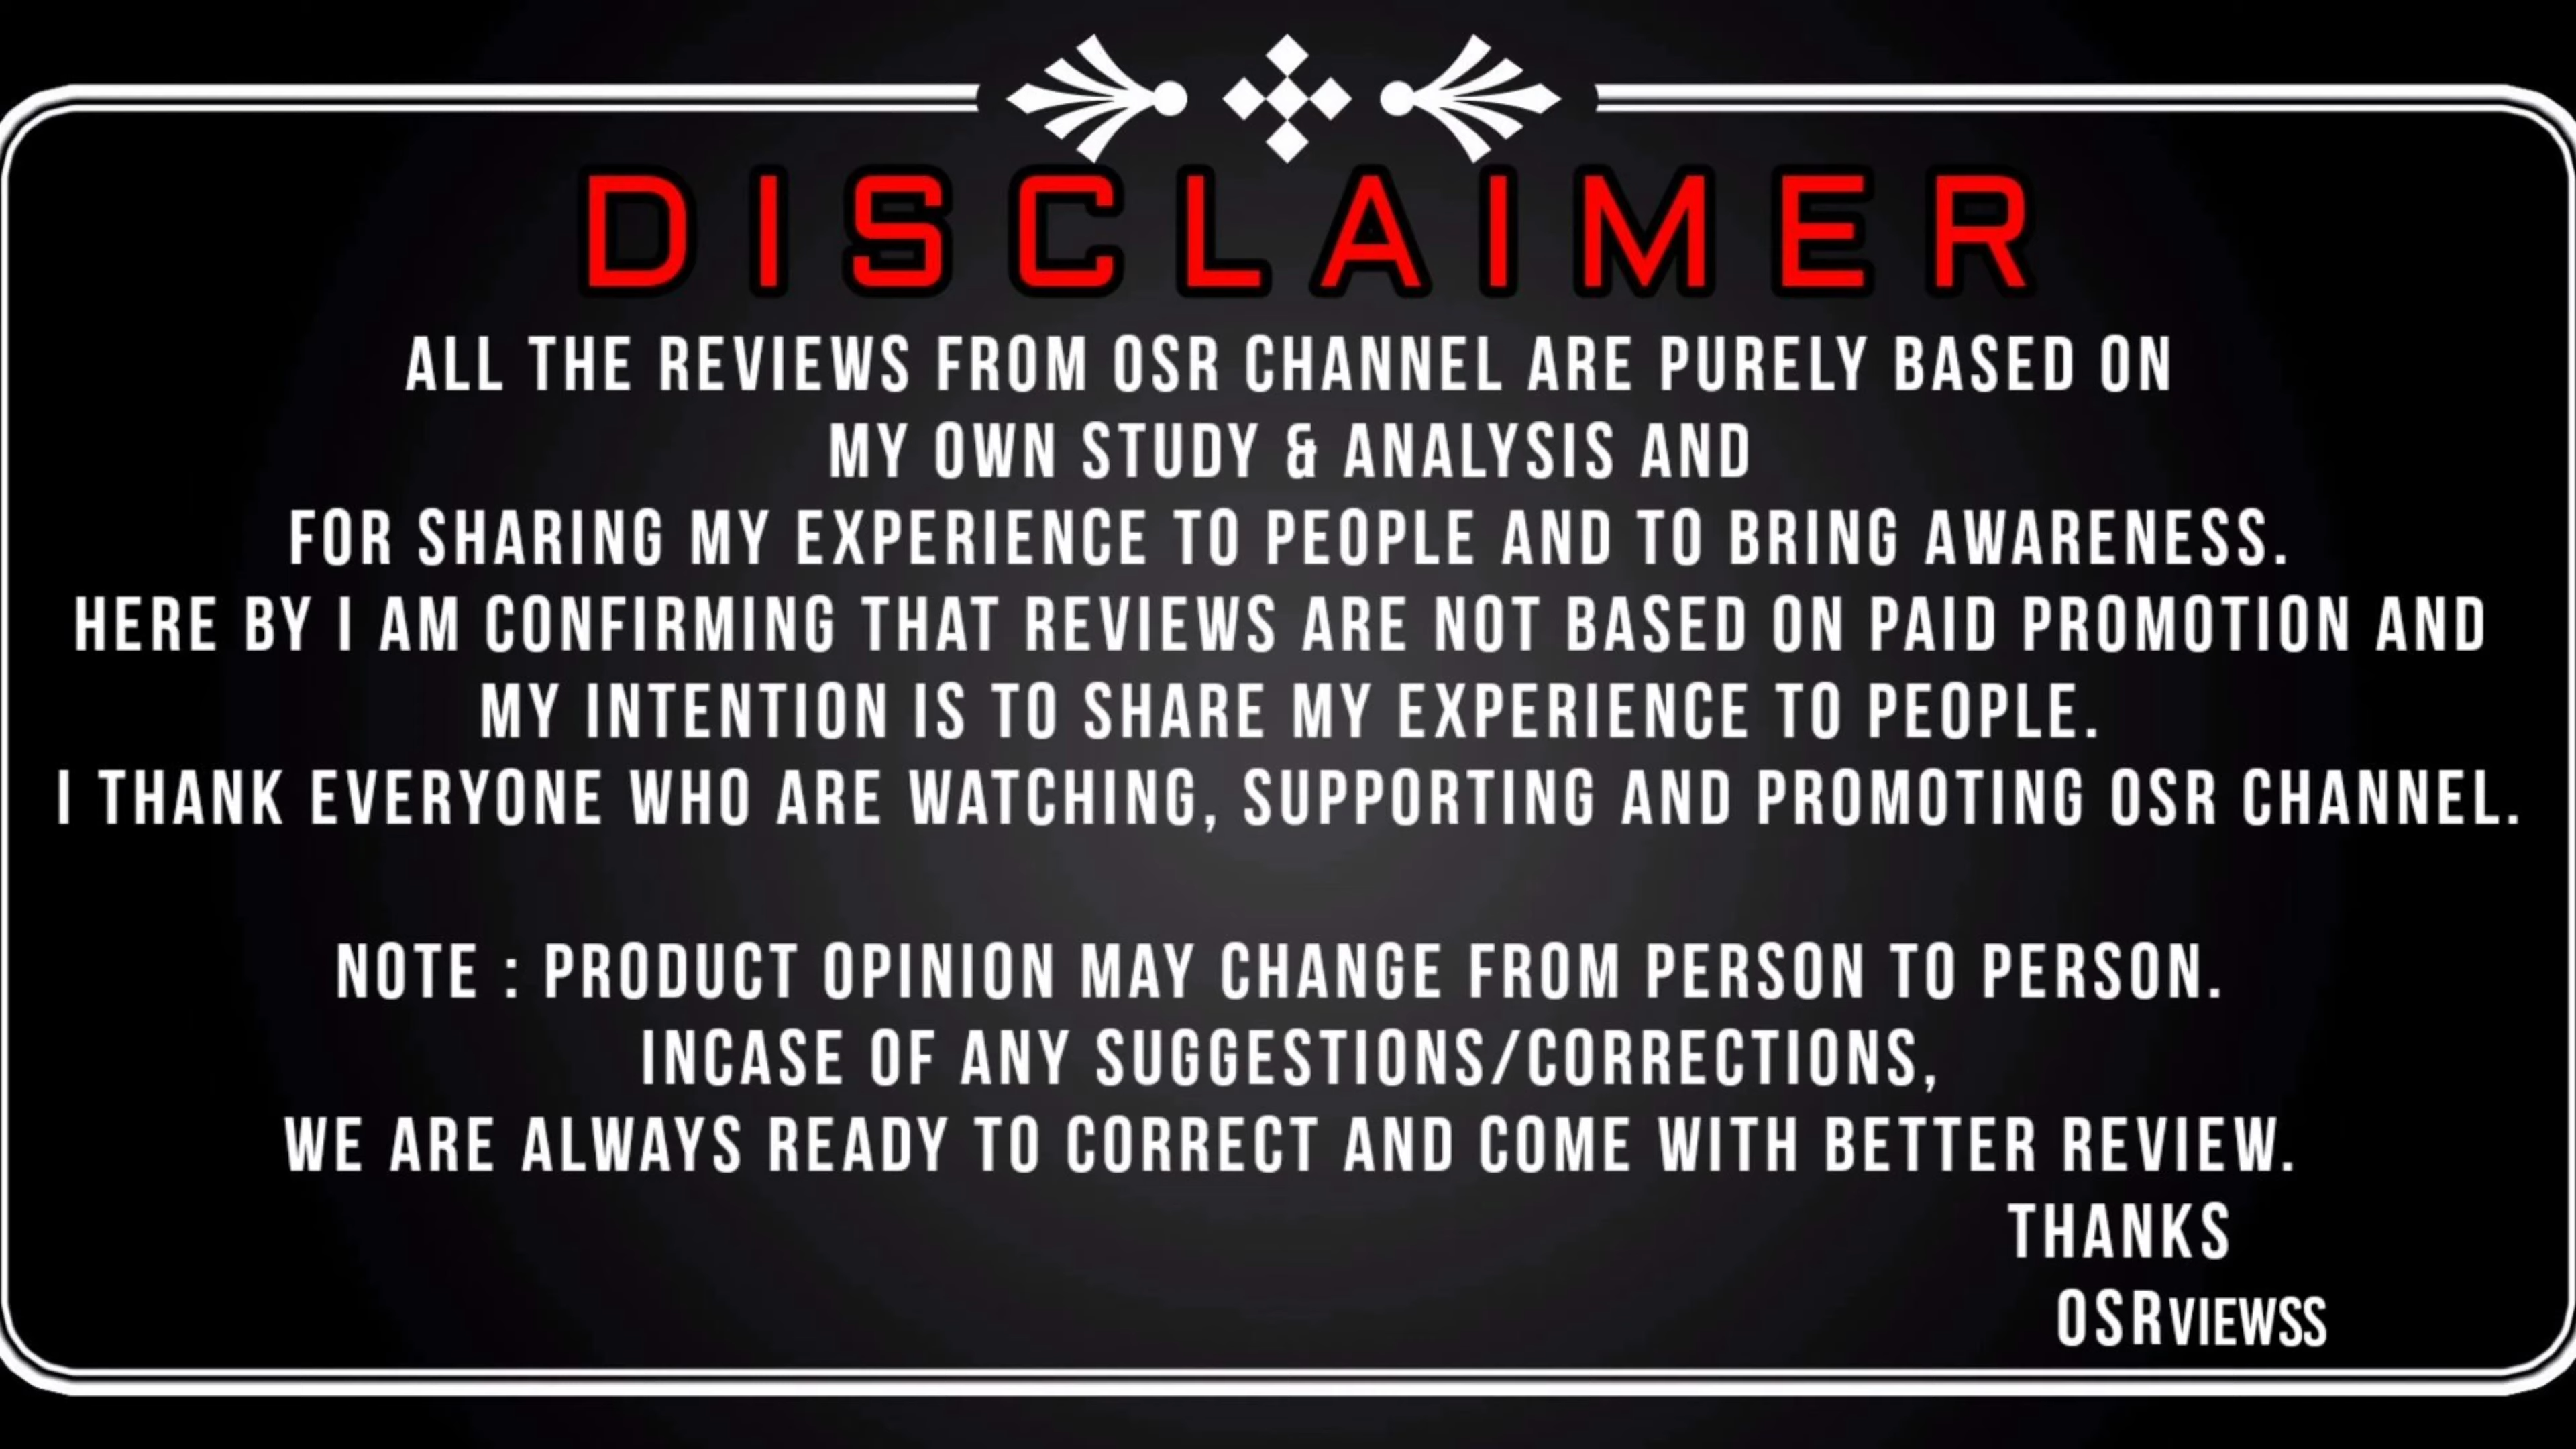 DISCLAIMER
ALL THE REVIEWS FROM OSR CHANNEL ARE PURELY BASED ON
MY OWN STUDY & ANALYSIS AND
FOR SHARING MY EXPERIENCE TO PEOPLE AND TO BRING AWARENESS.
HERE BY I AM CONFIRMING THAT REVIEWS ARE NOT BASED ON PAID PROMOTION AND
MY INTENTION IS TO SHARE MY EXPERIENCE TO PEOPLE.
I THANK EVERYONE WHO ARE WATCHING, SUPPORTING AND PROMOTING OSR CHANNEL.
NOTE : PRODUCT OPINION MAY CHANGE FROM PERSON TO PERSON.
INCASE OF ANY SUGGESTIONS/CORRECTIONS,
WE ARE ALWAYS READY TO CORRECT AND COME WITH BETTER REVIEW.
THANKS
OSRVIEWSS